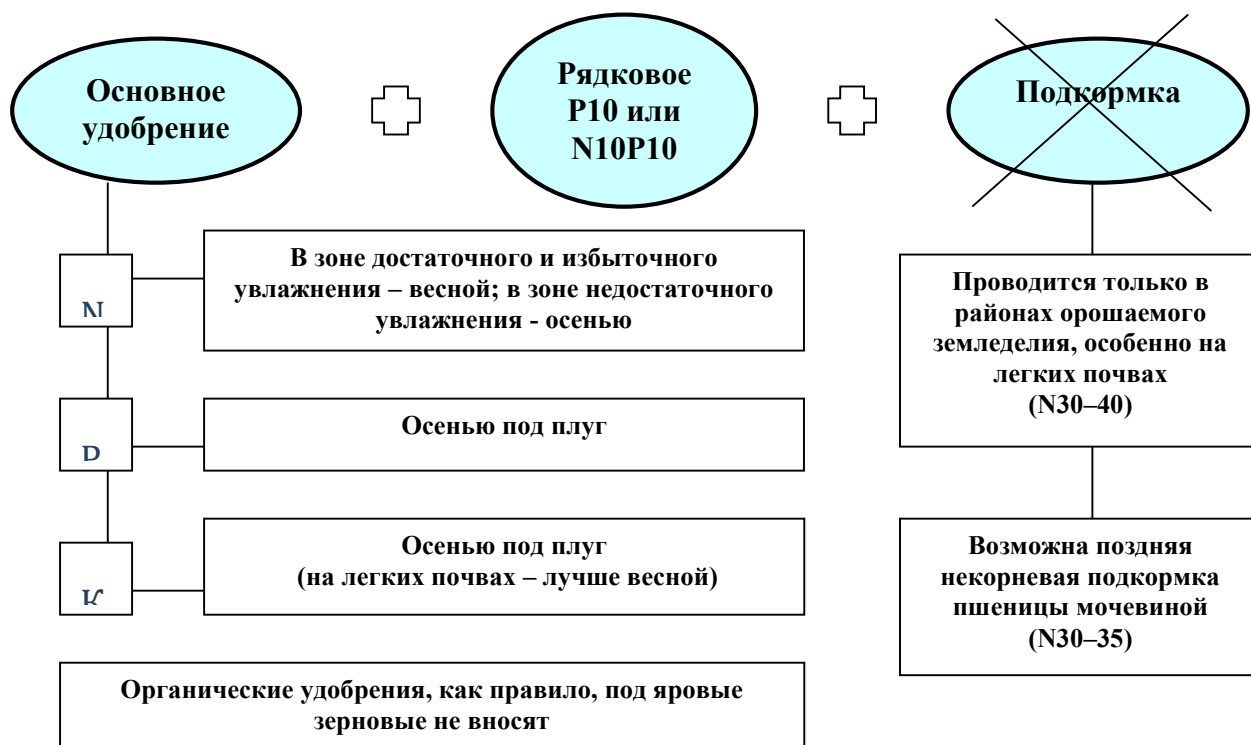 Основное
удобрение
Рядковое
Р10 или
N10Р10
Подкормка
N
В зоне достаточного и избыточного
увлажнения – весной; в зоне недостаточного
увлажнения - осенью
Р
Осенью под плуг
К
Осенью под плуг
(на легких почвах – лучше весной)
Органические удобрения, как правило, под яровые
зерновые не вносят
Проводится только в
районах орошаемого
земледелия, особенно на
легких почвах
(N30–40)
Возможна поздняя
некорневая подкормка
пшеницы мочевиной
(N30–35)